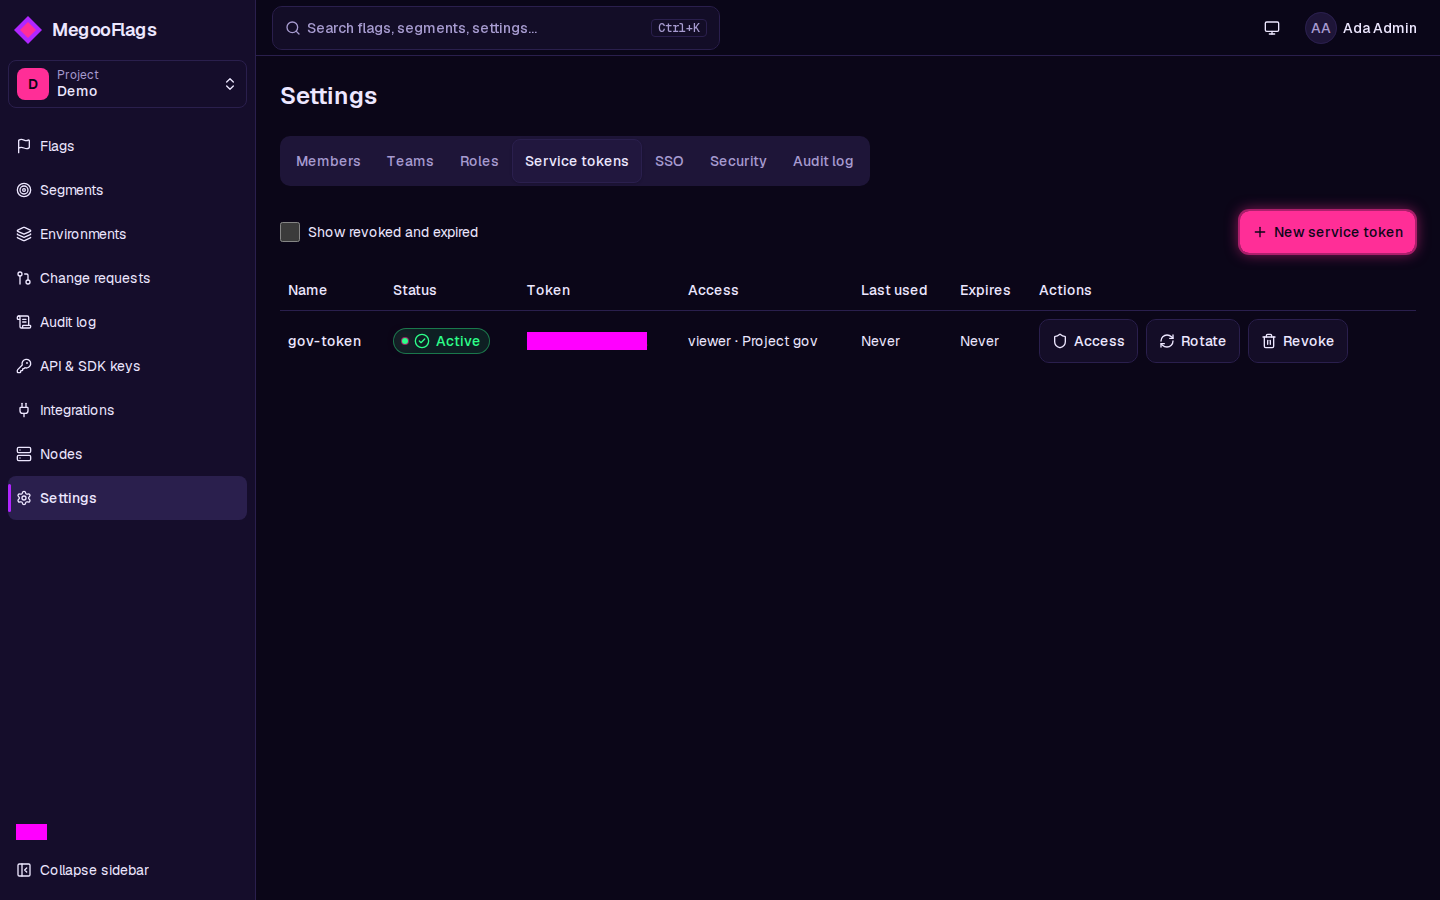 MegooFlags
Search flags, segments, settings...
Ctrl+K
AA
Ada Admin
D
Project
Demo
Settings
Flags
Segments
Environments
Change requests
Audit log
API & SDK keys
Integrations
Nodes
Settings
Members
Teams
Roles
Service tokens
SSO
Security
Audit log
Show revoked and expired
New service token
Name
Status
Token
Access
Last used
Expires
Actions
gov-token
Active
viewer · Project gov
Never
Never
Access
Rotate
Revoke
Collapse sidebar